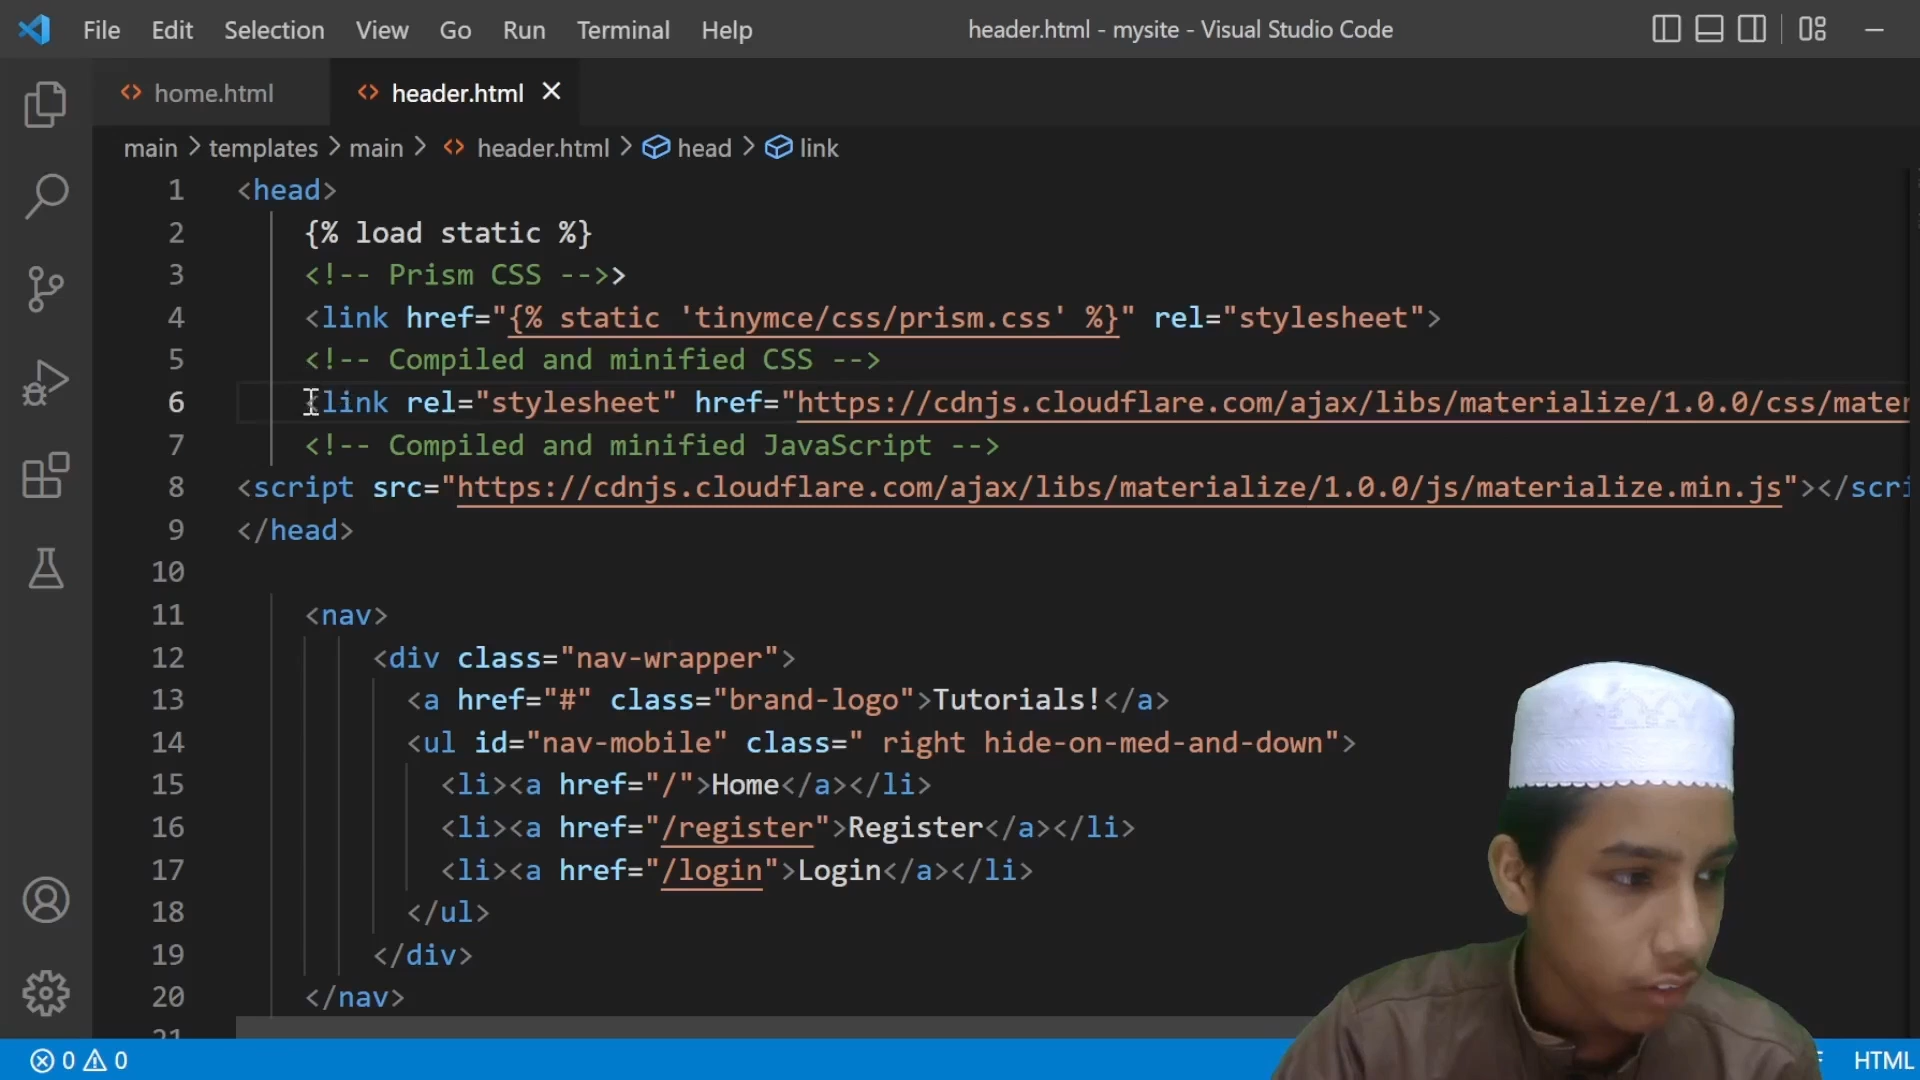 File Edit Selection View Go Run Terminal Help header.html - mysite - Visual Studio Code
<> home.html <> header.html
main > templates > main > <> header.html > head > link
1 <head>
2 {% load static %}
3 <!-- Prism CSS -->>
4 <link href="{% static 'tinymce/css/prism.css' %}" rel="stylesheet">
5 <!-- Compiled and minified CSS -->
6 <link rel="stylesheet" href="https://cdnjs.cloudflare.com/ajax/libs/materialize/1.0.0/css/mater
7 <!-- Compiled and minified JavaScript -->
8 <script src="https://cdnjs.cloudflare.com/ajax/libs/materialize/1.0.0/js/materialize.min.js"></scri
9 </head>
10
11 <nav>
12 <div class="nav-wrapper">
13 <a href="#" class="brand-logo">Tutorials!</a>
14 <ul id="nav-mobile" class=" right hide-on-med-and-down">
15 <li><a href="/">Home</a></li>
16 <li><a href="/register">Register</a></li>
17 <li><a href="/login">Login</a></li>
18 </ul>
19 </div>
20 </nav>
21
0 0 HTML